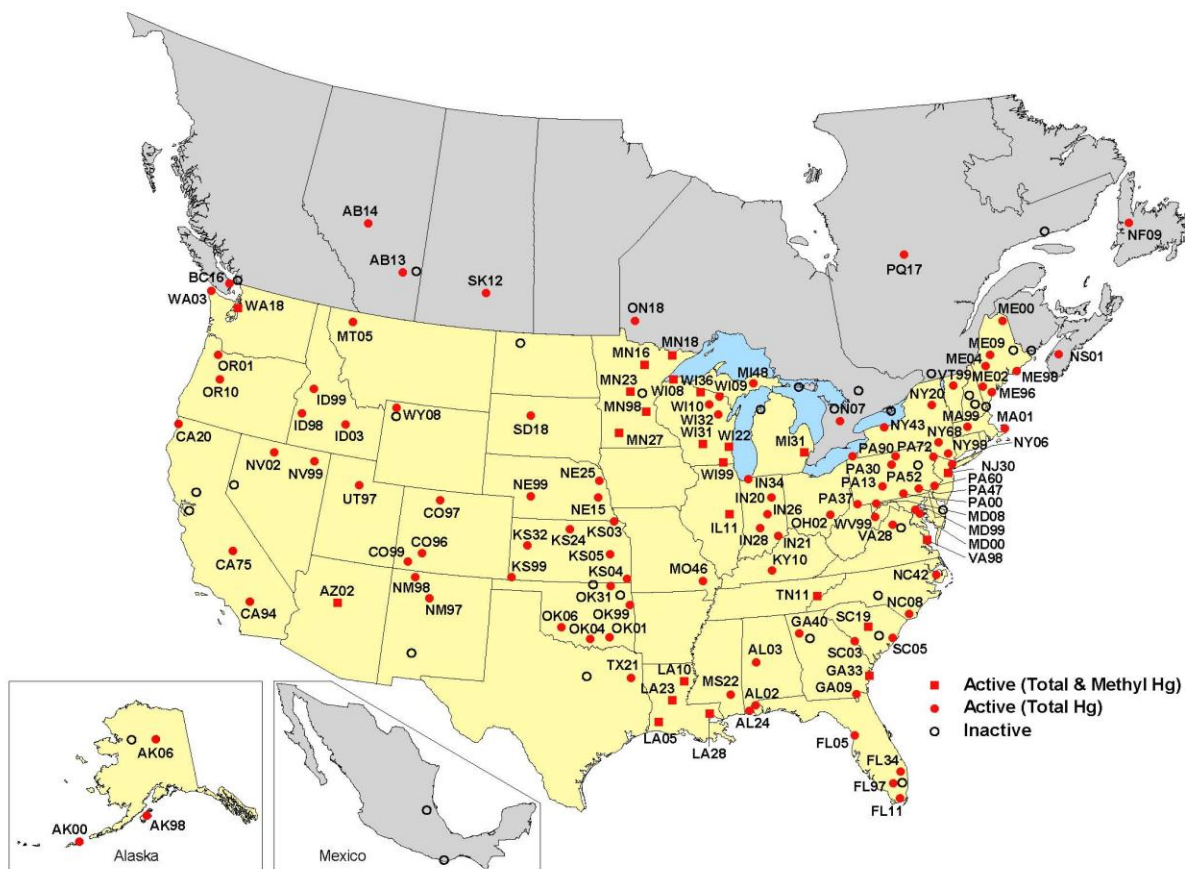 AB14
NF09
PQ17
AB13
BC16
SK12
WA03
WA18
ON18
ME00
MT05
MN18
ME09
NS01
MN16
ME04
OR01
VT99
ME02
ME98
MN23
WI08
WI36
WI09
MI48
OR10
ID99
NY20
ME96
MN98
WI10
ON07
MA99
WY08
WI32
MA01
ID98
ID03
SD18
NY43
CA20
MN27
WI31
WI22
MI31
NY68
NY06
NV02
PA90
PA72
NY99
NV99
WI99
PA30
NJ30
NE25
IN34
PA13
PA52
PA60
UT97
NE99
IN20
PA47
CO97
NE15
IN26
PA37
PA00
IL11
OH02
WV99
MD08
KS32
KS24
KS03
IN28
IN21
VA28
MD99
CO96
KS05
MD00
CO99
KS04
KY10
VA98
CA75
KS99
MO46
NM98
NC42
AZ02
OK31
TN11
CA94
NM97
OK99
NC08
OK06
OK04
OK01
GA40
SC19
AL03
SC03
SC05
TX21
LA10
GA33
LA23
MS22
AL02
GA09
Active (Total & Methyl Hg)
Active (Total Hg)
Inactive
LA05
AL24
LA28
FL05
AK06
FL34
FL97
FL11
AK00
AK98
Alaska
Mexico